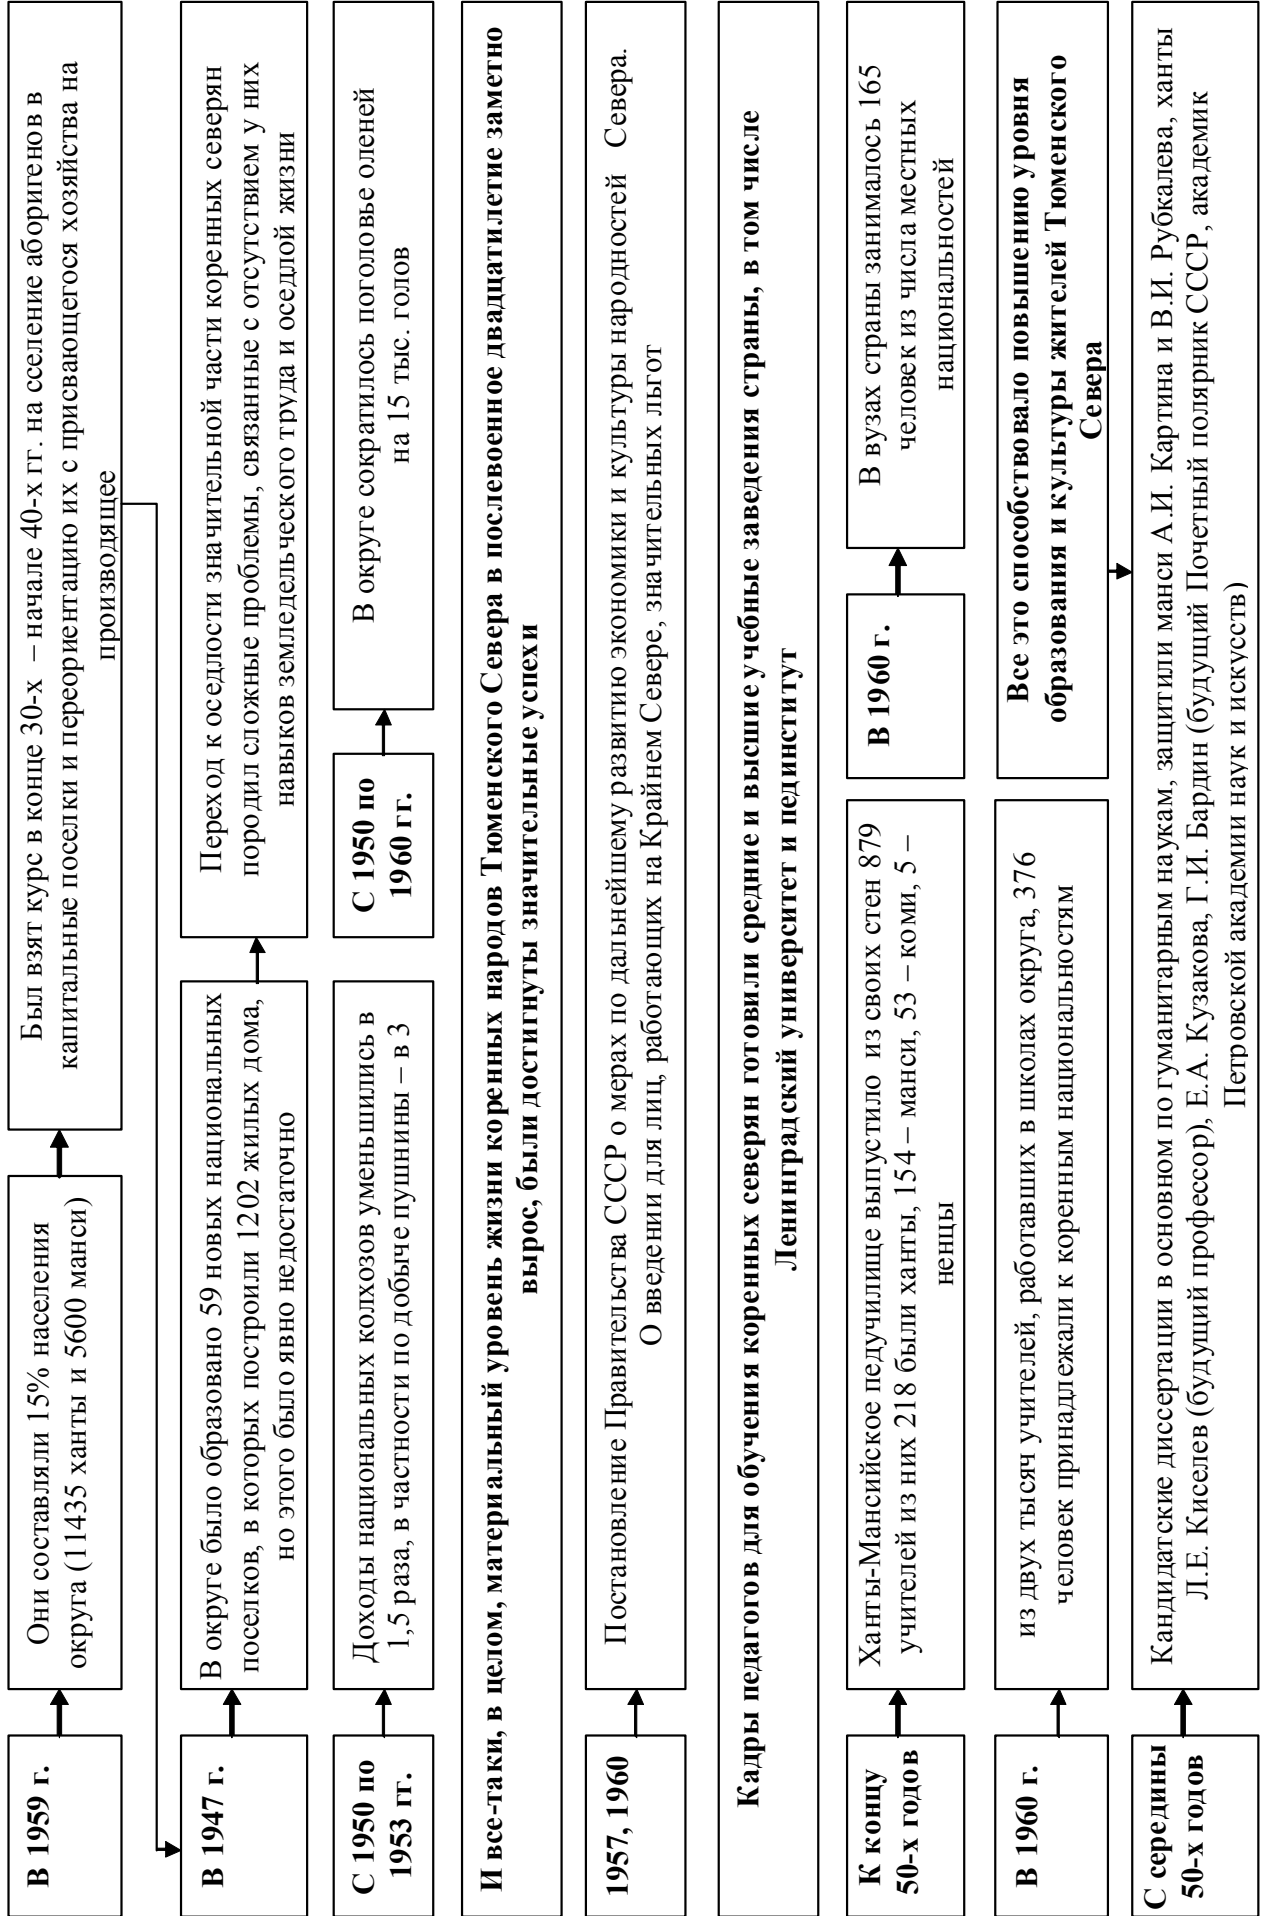 В 1959 г.
Они составляли 15% населения
округа (11435 ханты и 5600 манси)
Был взят курс в конце 30-х – начале 40-х гг. на сселение аборигенов в
капитальные поселки и переориентацию их с присвающегося хозяйства на
производящее
В 1947 г.
В округе было образовано 59 новых национальных
поселков, в которых построили 1202 жилых дома,
но этого было явно недостаточно
Переход к оседлости значительной части коренных северян
породил сложные проблемы, связанные с отсутствием у них
навыков земледельческого труда и оседлой жизни
С 1950 по
1953 гг.
Доходы национальных колхозов уменьшились в
1,5 раза, в частности по добыче пушнины – в 3
С 1950 по
1960 гг.
В округе сократилось поголовье оленей
на 15 тыс. голов
И все-таки, в целом, материальный уровень жизни коренных народов Тюменского Севера в послевоенное двадцатилетие заметно
вырос, были достигнуты значительные успехи
1957, 1960
Постановление Правительства СССР о мерах по дальнейшему развитию экономики и культуры народностей Севера.
О введении для лиц, работающих на Крайнем Севере, значительных льгот
Кадры педагогов для обучения коренных северян готовили средние и высшие учебные заведения страны, в том числе
Ленинградский университет и пединститут
К концу
50-х годов
Ханты-Мансийское педучилище выпустило из своих стен 879
учителей из них 218 были ханты, 154 – манси, 53 – коми, 5 –
ненцы
В 1960 г.
В вузах страны занималось 165
человек из числа местных
национальностей
В 1960 г.
из двух тысяч учителей, работавших в школах округа, 376
человек принадлежали к коренным национальностям
Все это способствовало повышению уровня
образования и культуры жителей Тюменского
Севера
С середины
50-х годов
Кандидатские диссертации в основном по гуманитарным наукам, защитили манси А.И. Картина и В.И. Рубкалева, ханты
Л.Е. Киселев (будущий профессор), Е.А. Кузакова, Г.И. Бардин (будущий Почетный полярник СССР, академик
Петровской академии наук и искусств)